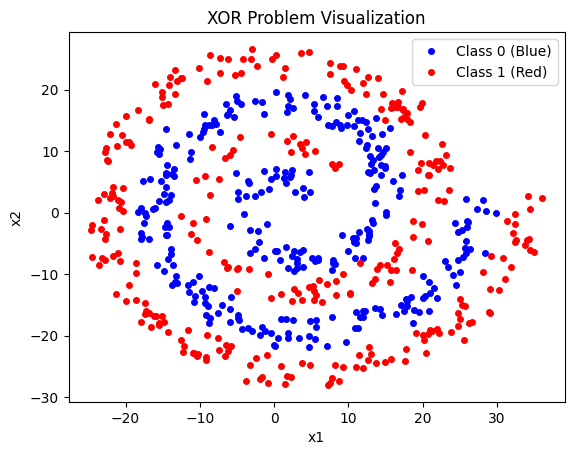 XOR Problem Visualization
Class 0 (Blue)
Class 1 (Red)
x2
20
10
0
−10
−20
−30
−20 −10 0 10 20 30
x1